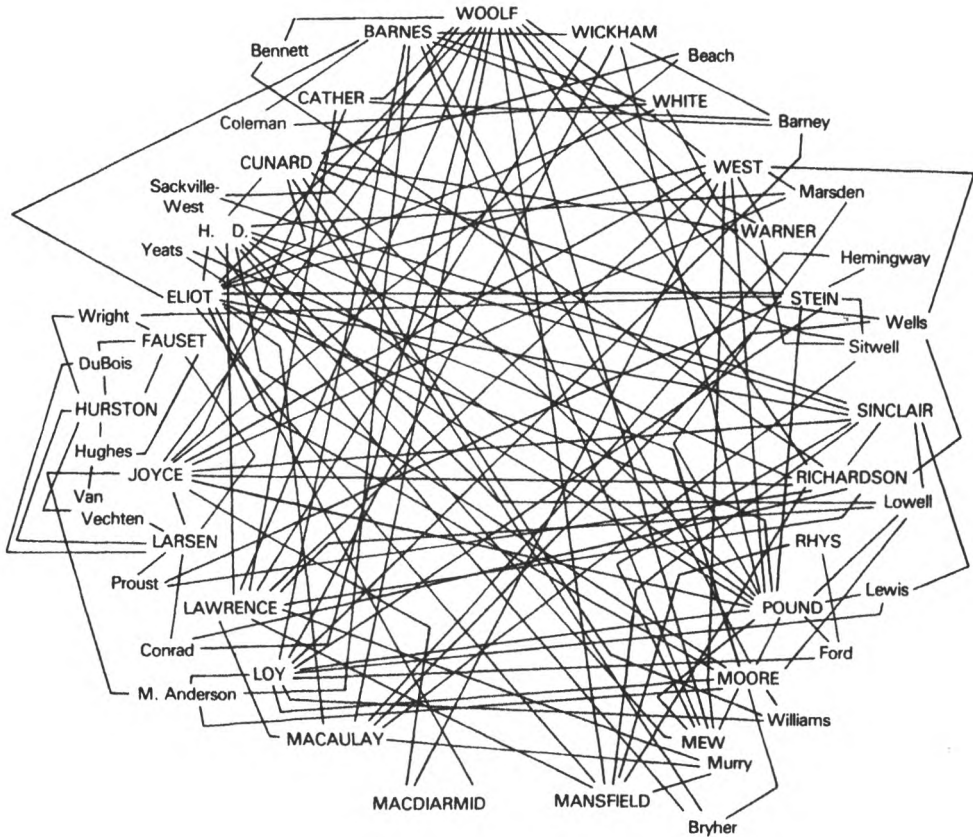 WOOLF
BARNES
WICKHAM
Bennett
Beach
CATHER
WHITE
Coleman
Barney
CUNARD
WEST
Sackville-
West
Marsden
H. D.
WARNER
Yeats
Hemingway
ELIOT
STEIN
Wright
Wells
FAUSET
Sitwell
DuBois
HURSTON
SINCLAIR
Hughes
JOYCE
RICHARDSON
Van
Vechten
Lowell
LARSEN
RHYS
Proust
Lewis
LAWRENCE
POUND
Conrad
Ford
LOY
MOORE
M. Anderson
Williams
MACAULAY
MEW
Murry
MACDIARMID
MANSFIELD
Bryher